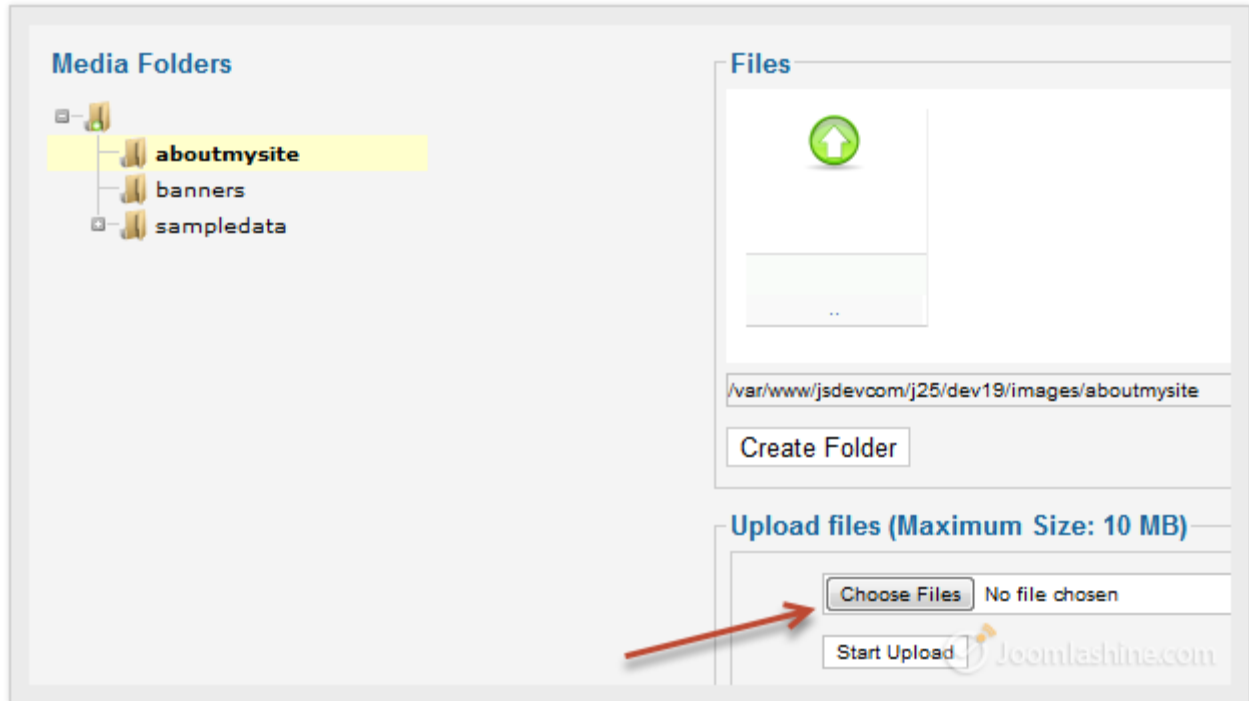 Media Folders
aboutmysite
banners
sampledata
Files
..
/var/www/jsdevcom/j25/dev19/images/aboutmysite
Create Folder
Upload files (Maximum Size: 10 MB)
Choose Files No file chosen
Start Upload
Joomlashine.com